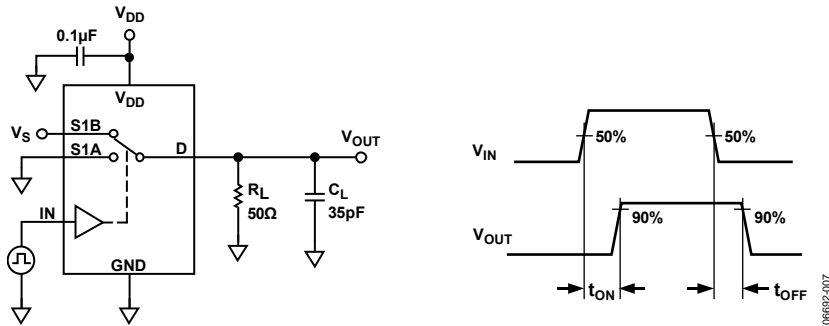 VDD
0.1µF
VDD
VS
S1B
S1A
D
VOUT
RL
50Ω
CL
35pF
IN
GND
VIN
50%
50%
VOUT
90%
90%
tON
tOFF
06692-007